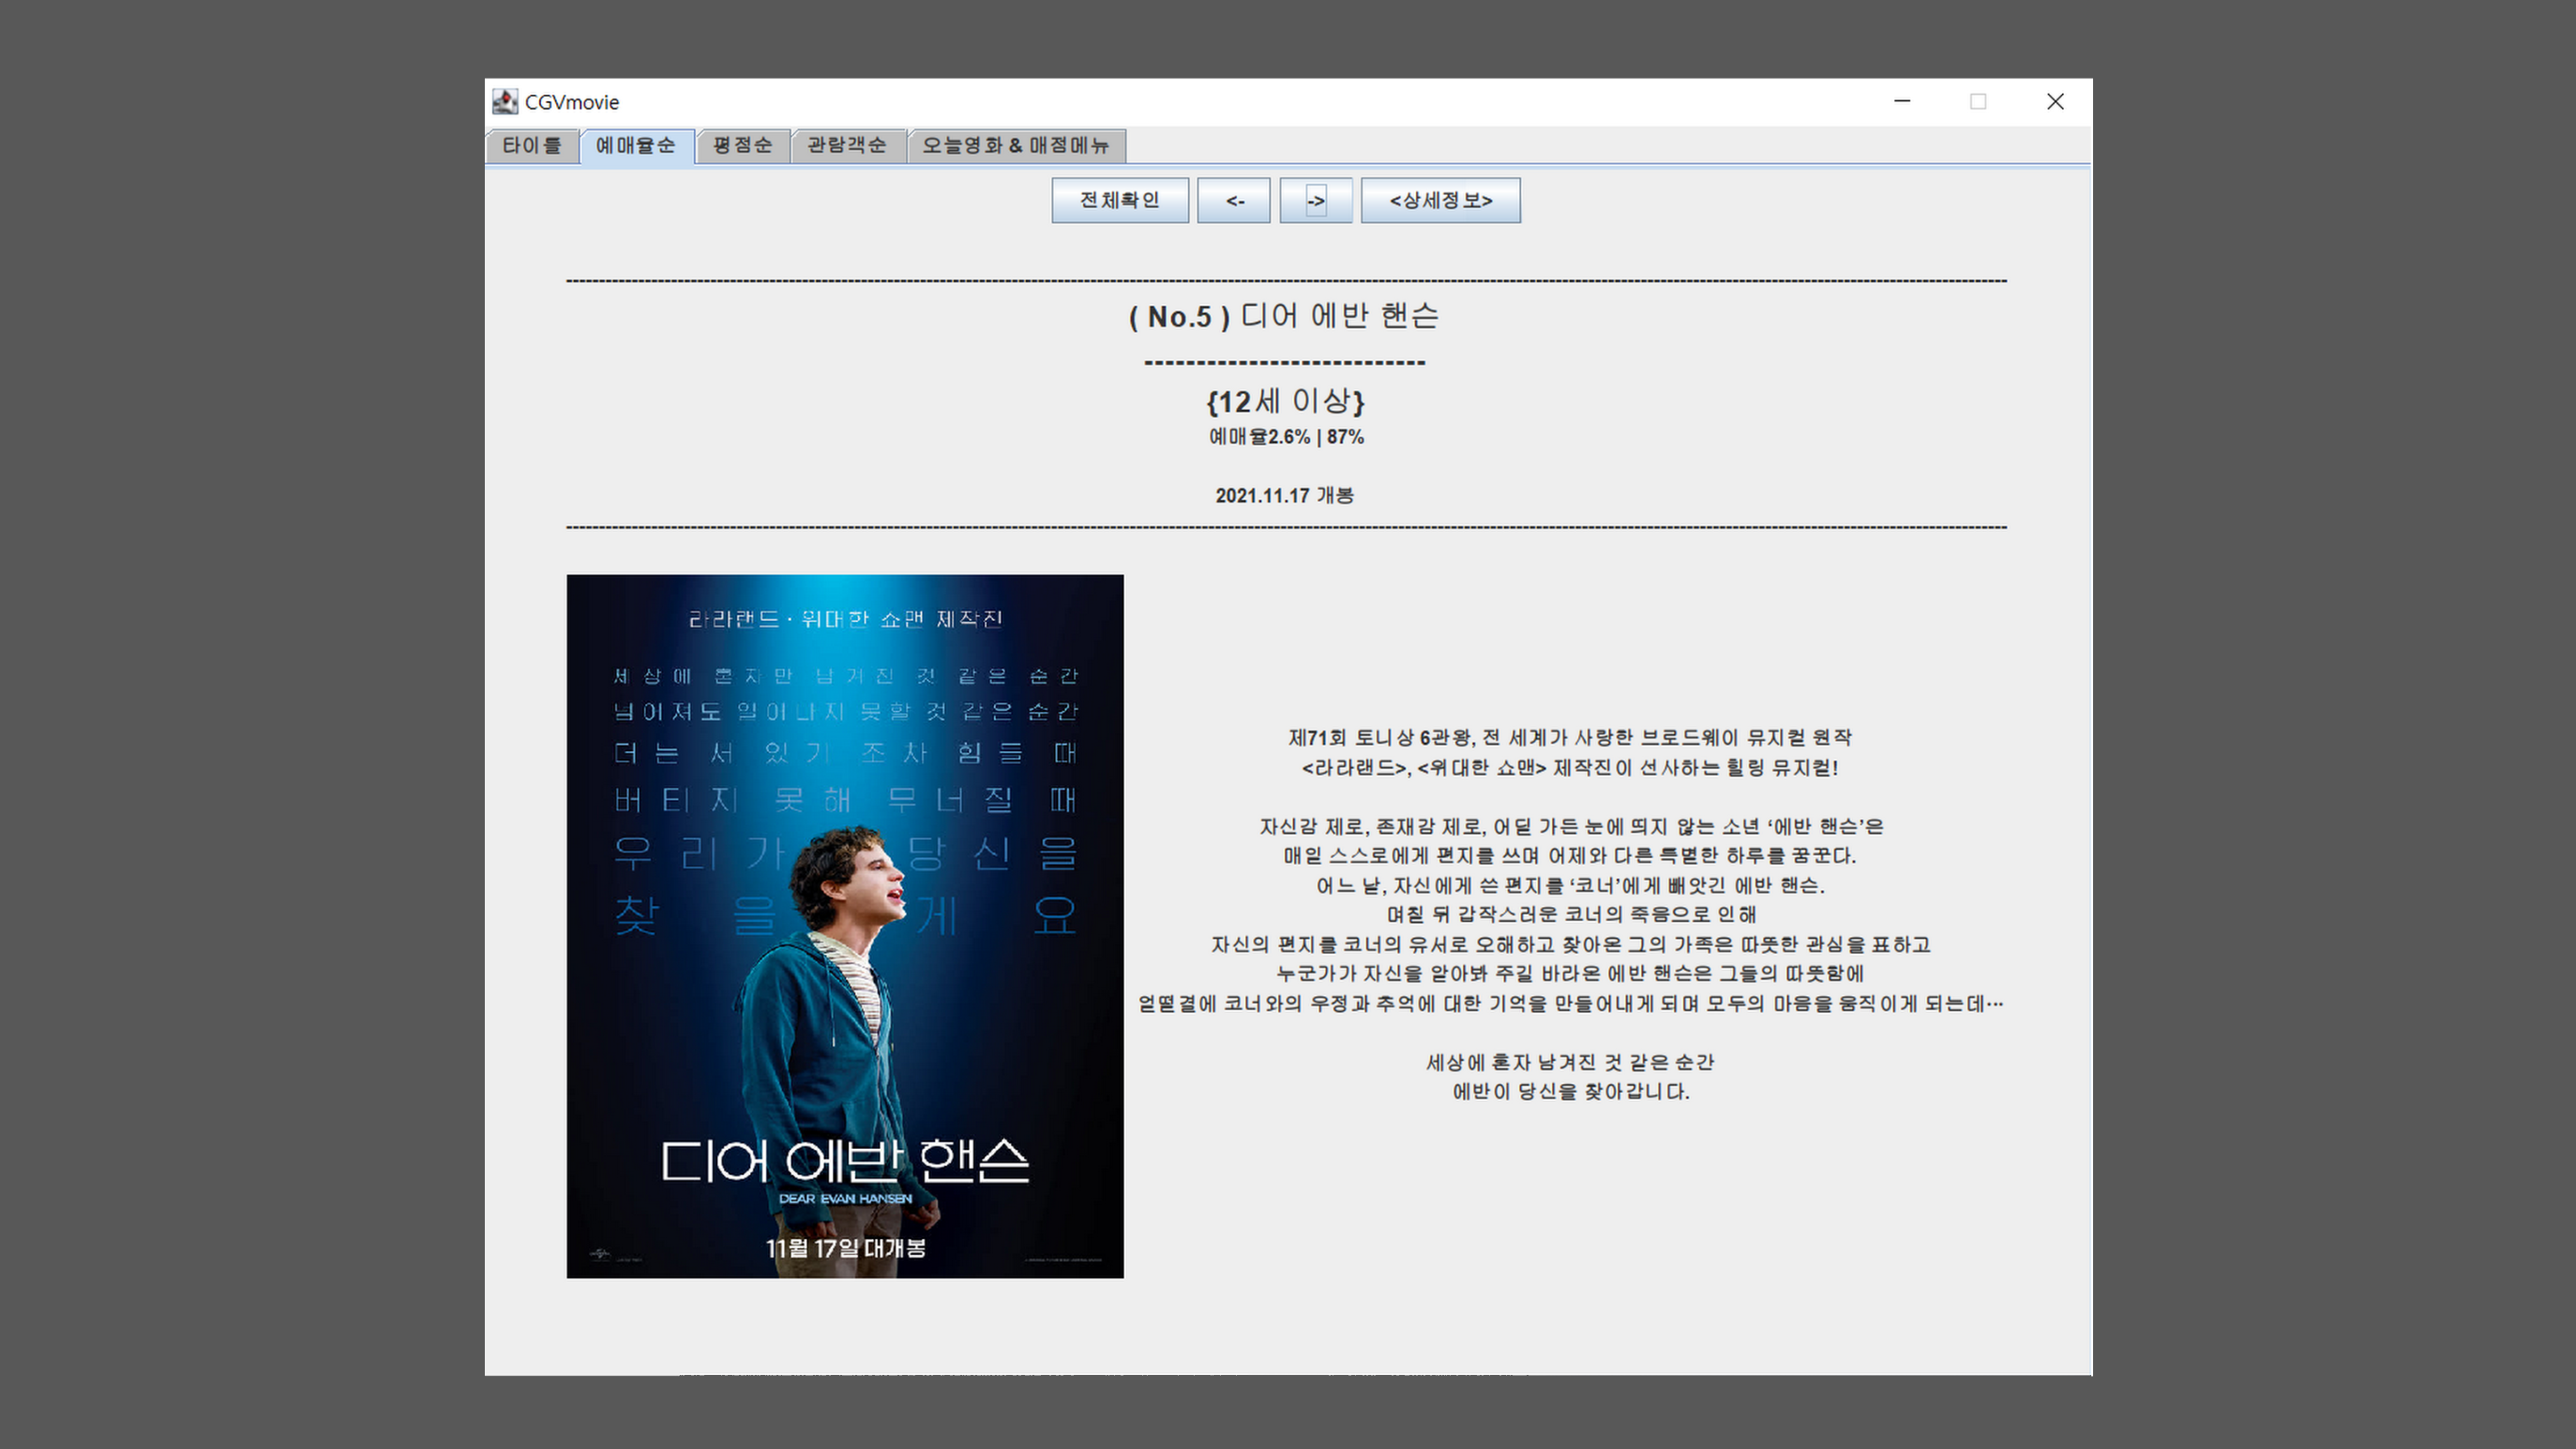 CGVmovie
타이틀 예매율순 평점순 관람객순 오늘영화 & 매점메뉴
전체확인 <- -> <상세정보>
--------------------------------------------------------------------------------
( No.5 ) 디어 에반 핸슨
---------------------------
{12세 이상}
예매율2.6% | 87%
2021.11.17 개봉
--------------------------------------------------------------------------------
라라랜드 · 위대한 쇼맨 제작진
세상에 혼자만 남겨진 것 같은 순간
넘어져도 일어나지 못할 것 같은 순간
더는 서 있기조차 힘들 때
버티지 못해 무너질 때
우리가 당신을
찾을게요
디어 에반 핸슨
DEAR EVAN HANSEN
11월 17일 대개봉
제71회 토니상 6관왕, 전 세계가 사랑한 브로드웨이 뮤지컬 원작
<라라랜드>, <위대한 쇼맨> 제작진이 선사하는 힐링 뮤지컬!
자신감 제로, 존재감 제로, 어딜 가든 눈에 띄지 않는 소년 ‘에반 핸슨’은
매일 스스로에게 편지를 쓰며 어제와 다른 특별한 하루를 꿈꾼다.
어느 날, 자신에게 쓴 편지를 ‘코너’에게 빼앗긴 에반 핸슨.
며칠 뒤 갑작스러운 코너의 죽음으로 인해
자신의 편지를 코너의 유서로 오해하고 찾아온 그의 가족은 따뜻한 관심을 표하고
누군가가 자신을 알아봐 주길 바라온 에반 핸슨은 그들의 따뜻함에
얼떨결에 코너와의 우정과 추억에 대한 기억을 만들어내게 되며 모두의 마음을 움직이게 되는데…
세상에 혼자 남겨진 것 같은 순간
에반이 당신을 찾아갑니다.